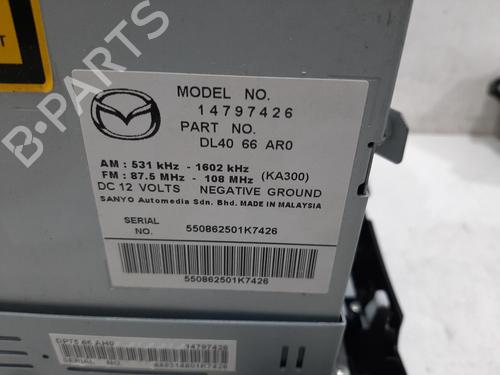 T
MODEL NO.
14797426
PART NO.
DL40 66 AR0
AM : 531 kHz - 1602 kHz
FM : 87.5 MHz - 108 MHz (KA300)
DC 12 VOLTS NEGATIVE GROUND
SANYO Automedia Sdn. Bhd. MADE IN MALAYSIA
SERIAL
NO.
550862501K7426
550862501K7426
14797426
SERIAL NO.
B-PARTS